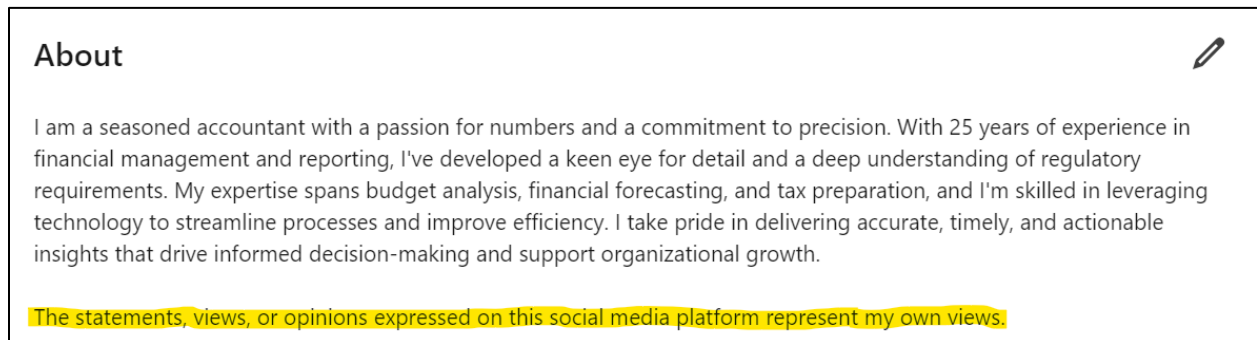 About
I am a seasoned accountant with a passion for numbers and a commitment to precision. With 25 years of experience in
financial management and reporting, I've developed a keen eye for detail and a deep understanding of regulatory
requirements. My expertise spans budget analysis, financial forecasting, and tax preparation, and I'm skilled in leveraging
technology to streamline processes and improve efficiency. I take pride in delivering accurate, timely, and actionable
insights that drive informed decision-making and support organizational growth.
The statements, views, or opinions expressed on this social media platform represent my own views.